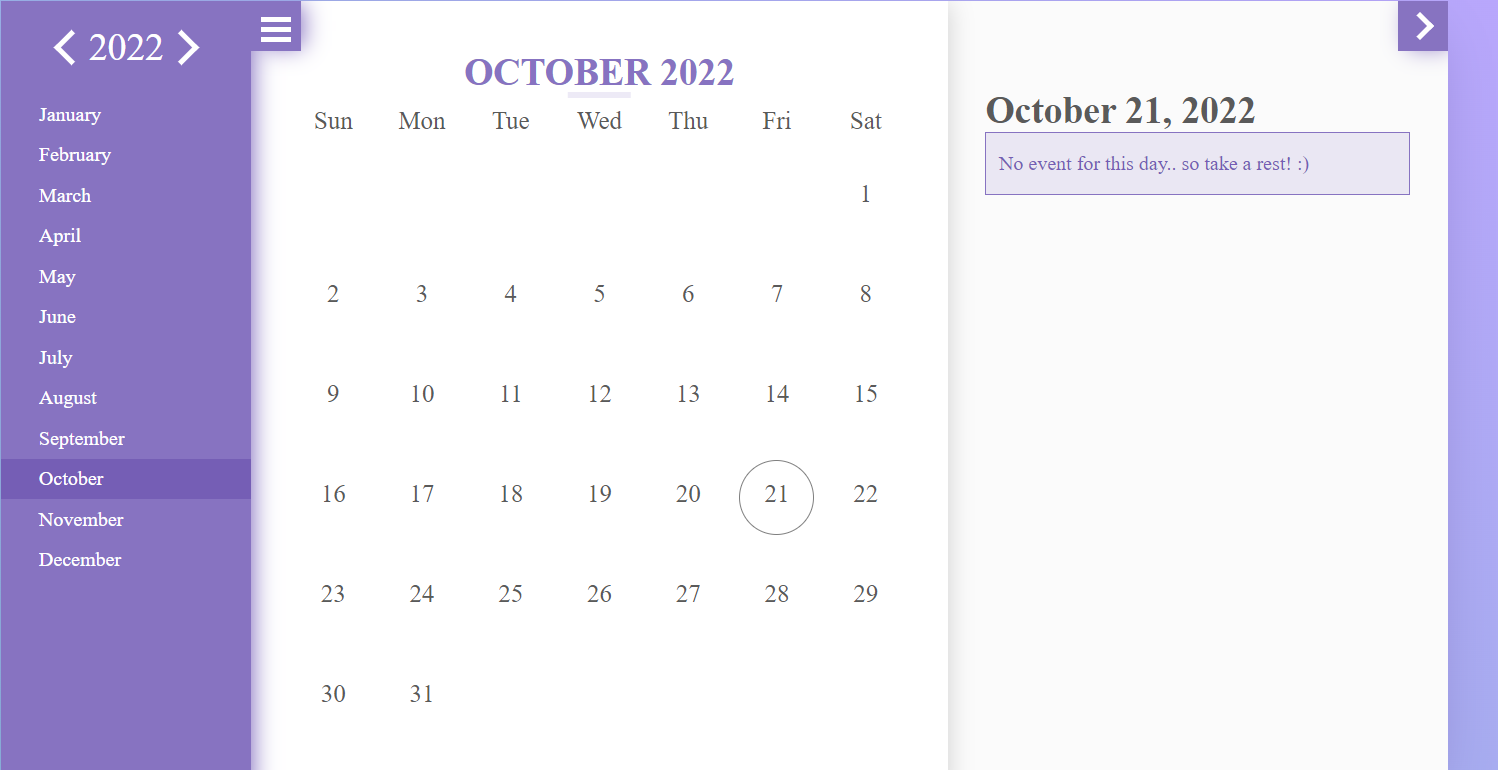 2022
January
February
March
April
May
June
July
August
September
October
November
December
OCTOBER 2022
Sun Mon Tue Wed Thu Fri Sat
1
2 3 4 5 6 7 8
9 10 11 12 13 14 15
16 17 18 19 20 21 22
23 24 25 26 27 28 29
30 31
October 21, 2022
No event for this day.. so take a rest! :)